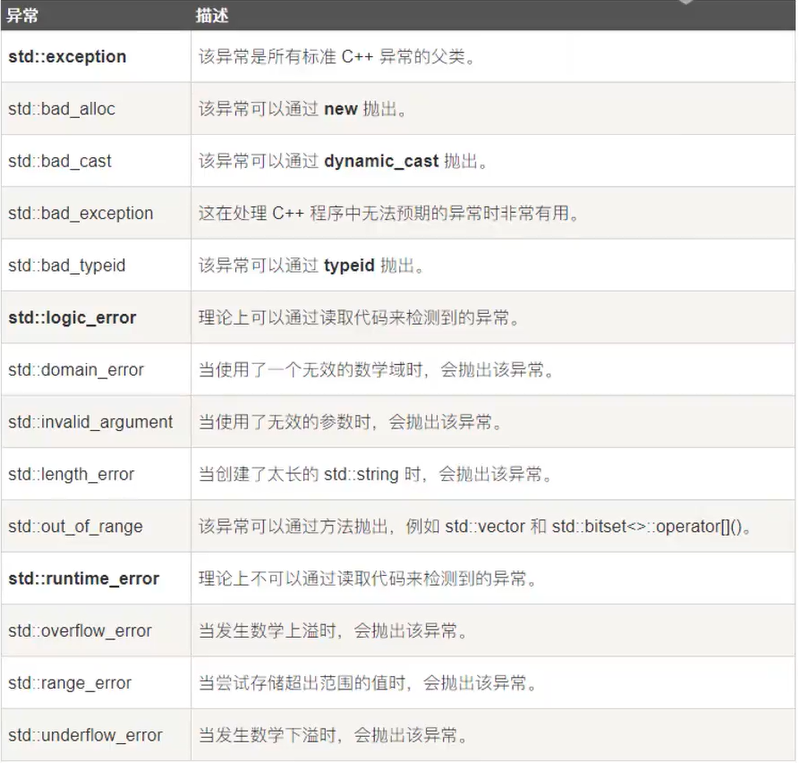 异常 描述
std::exception 该异常是所有标准 C++ 异常的父类。
std::bad_alloc 该异常可以通过 new 抛出。
std::bad_cast 该异常可以通过 dynamic_cast 抛出。
std::bad_exception 这在处理 C++ 程序中无法预期的异常时非常有用。
std::bad_typeid 该异常可以通过 typeid 抛出。
std::logic_error 理论上可以通过读取代码来检测到的异常。
std::domain_error 当使用了一个无效的数学域时，会抛出该异常。
std::invalid_argument 当使用了无效的参数时，会抛出该异常。
std::length_error 当创建了太长的 std::string 时，会抛出该异常。
std::out_of_range 该异常可以通过方法抛出，例如 std::vector 和 std::bitset<>::operator[]()。
std::runtime_error 理论上不可以通过读取代码来检测到的异常。
std::overflow_error 当发生数学上溢时，会抛出该异常。
std::range_error 当尝试存储超出范围的值时，会抛出该异常。
std::underflow_error 当发生数学下溢时，会抛出该异常。